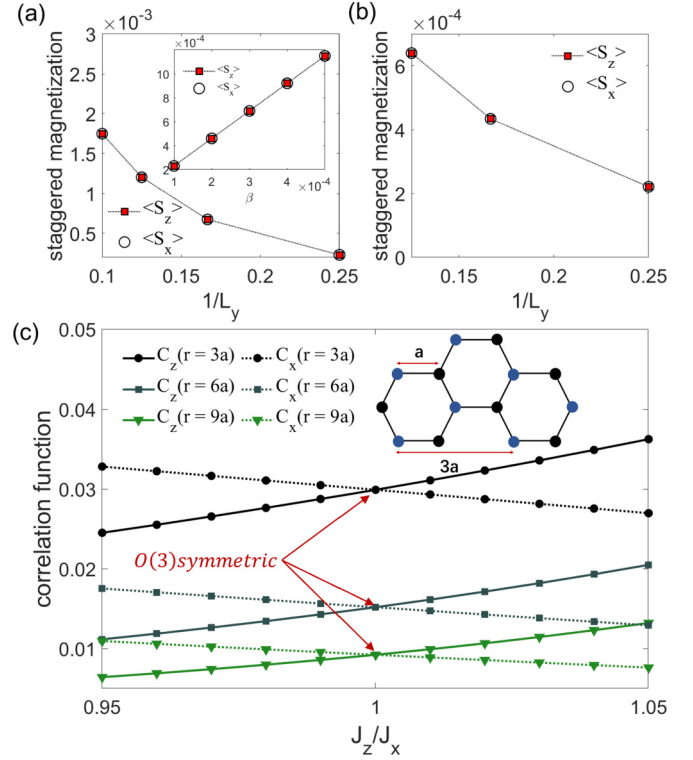 (a)
×10⁻³
3
2.5
2
1.5
1
0.5
staggered magnetization
0.1
0.15
0.2
0.25
1/L_y
<S_z>
<S_x>
×10⁻⁴
10
8
6
4
2
<S_z>
<S_x>
1
2
3
4
×10⁻⁴
β
(b)
×10⁻⁴
6
4
2
0
staggered magnetization
0.15
0.20
0.25
1/L_y
<S_z>
<S_x>
(c)
0.05
0.04
0.03
0.02
0.01
correlation function
C_z(r = 3a) C_x(r = 3a)
C_z(r = 6a) C_x(r = 6a)
C_z(r = 9a) C_x(r = 9a)
a
3a
O(3)symmetric
0.95
1
1.05
J_z/J_x